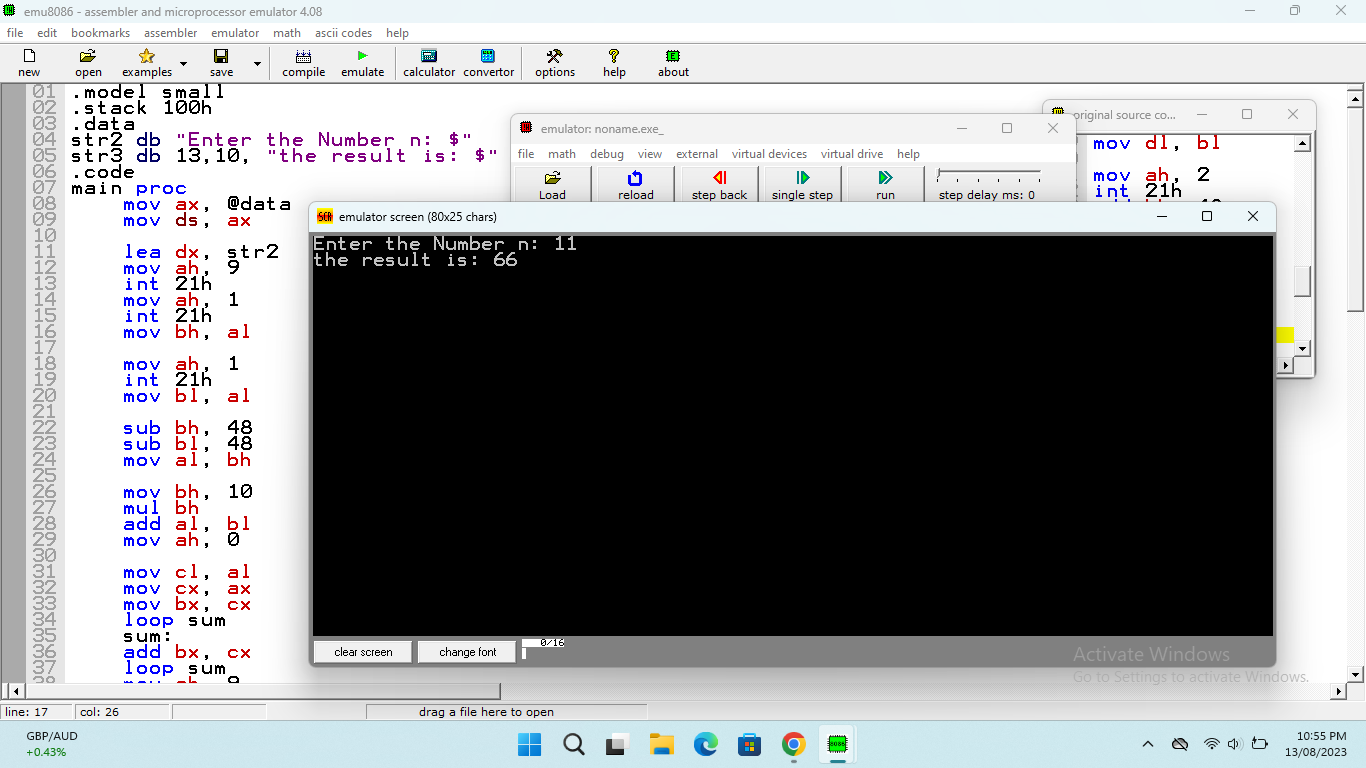 emu8086 - assembler and microprocessor emulator 4.08
file edit bookmarks assembler emulator math ascii codes help
new open examples save compile emulate calculator convertor options help about
01 .model small
02 .stack 100h
03 .data
04 str2 db "Enter the Number n: $"
05 str3 db 13,10, "the result is: $"
06 .code
07 main proc
08 mov ax, @data
09 mov ds, ax
10
11 lea dx, str2
12 mov ah, 9
13 int 21h
14 mov ah, 1
15 int 21h
16 mov bh, al
17
18 mov ah, 1
19 int 21h
20 mov bl, al
21
22 sub bh, 48
23 sub bl, 48
24 mov al, bh
25
26 mov bh, 10
27 mul bh
28 add al, bl
29 mov ah, 0
30
31 mov cl, al
32 mov cx, ax
33 mov bx, cx
34 loop sum
35 sum:
36 add bx, cx
37 loop sum
original source co...
mov dl, bl
mov ah, 2
int 21h
emulator: noname.exe_
file math debug view external virtual devices virtual drive help
Load reload step back single step run step delay ms: 0
SCR emulator screen (80x25 chars)
Enter the Number n: 11
the result is: 66
clear screen change font 0/16
Activate Windows
Go to Settings to activate Windows.
line: 17 col: 26 drag a file here to open
GBP/AUD
+0.43%
8086
10:55 PM
13/08/2023